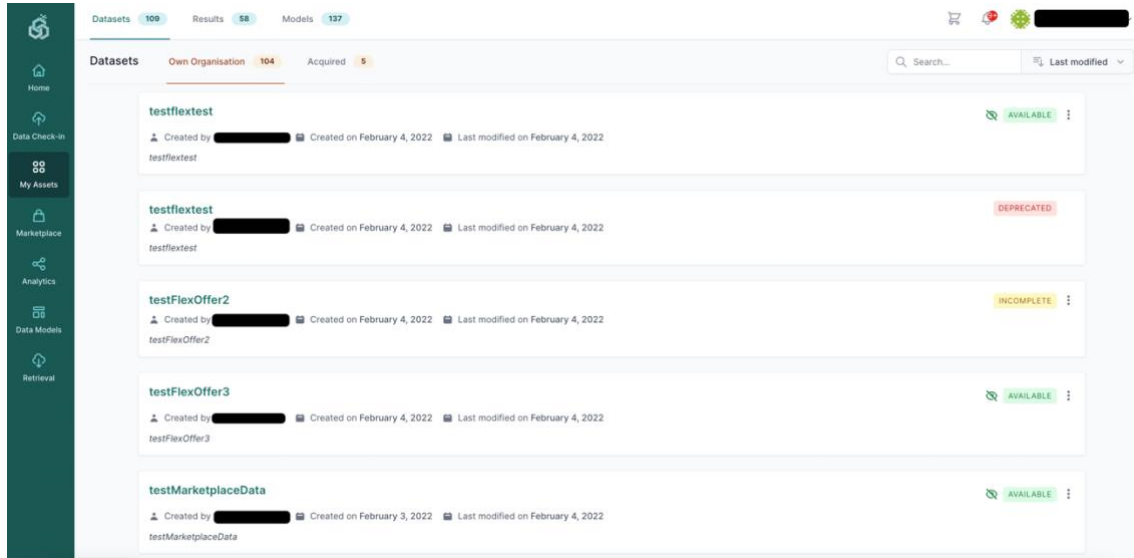 Datasets 109 Results 58 Models 137 9+
Datasets Own Organisation 104 Acquired 5 Search... Last modified
Home
Data Check-in
My Assets
Marketplace
Analytics
Data Models
Retrieval
testflextest AVAILABLE
Created by Created on February 4, 2022 Last modified on February 4, 2022
testflextest
testflextest DEPRECATED
Created by Created on February 4, 2022 Last modified on February 4, 2022
testflextest
testFlexOffer2 INCOMPLETE
Created by Created on February 4, 2022 Last modified on February 4, 2022
testFlexOffer2
testFlexOffer3 AVAILABLE
Created by Created on February 4, 2022 Last modified on February 4, 2022
testFlexOffer3
testMarketplaceData AVAILABLE
Created by Created on February 3, 2022 Last modified on February 4, 2022
testMarketplaceData